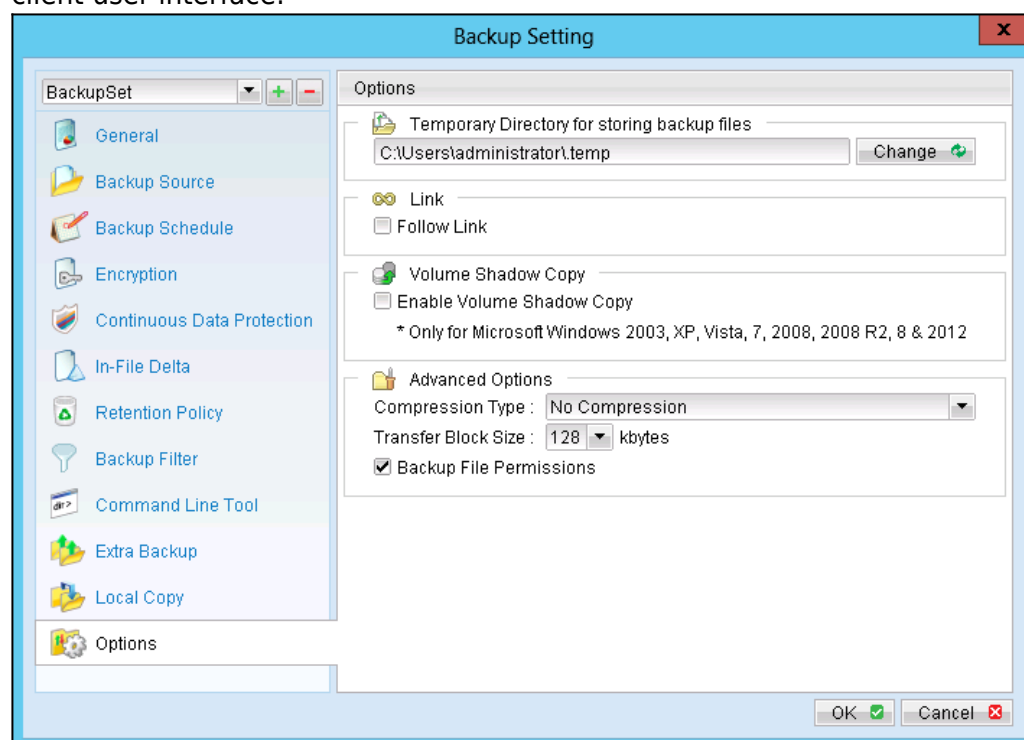 client user interface.
Backup Setting
x
BackupSet
General
Backup Source
Backup Schedule
Encryption
Continuous Data Protection
In-File Delta
Retention Policy
Backup Filter
dir>
Command Line Tool
Extra Backup
Local Copy
Options
Options
Temporary Directory for storing backup files
C:\Users\administrator\.temp
Change
Link
Follow Link
Volume Shadow Copy
Enable Volume Shadow Copy
* Only for Microsoft Windows 2003, XP, Vista, 7, 2008, 2008 R2, 8 & 2012
Advanced Options
Compression Type : No Compression
Transfer Block Size : 128 kbytes
Backup File Permissions
OK Cancel